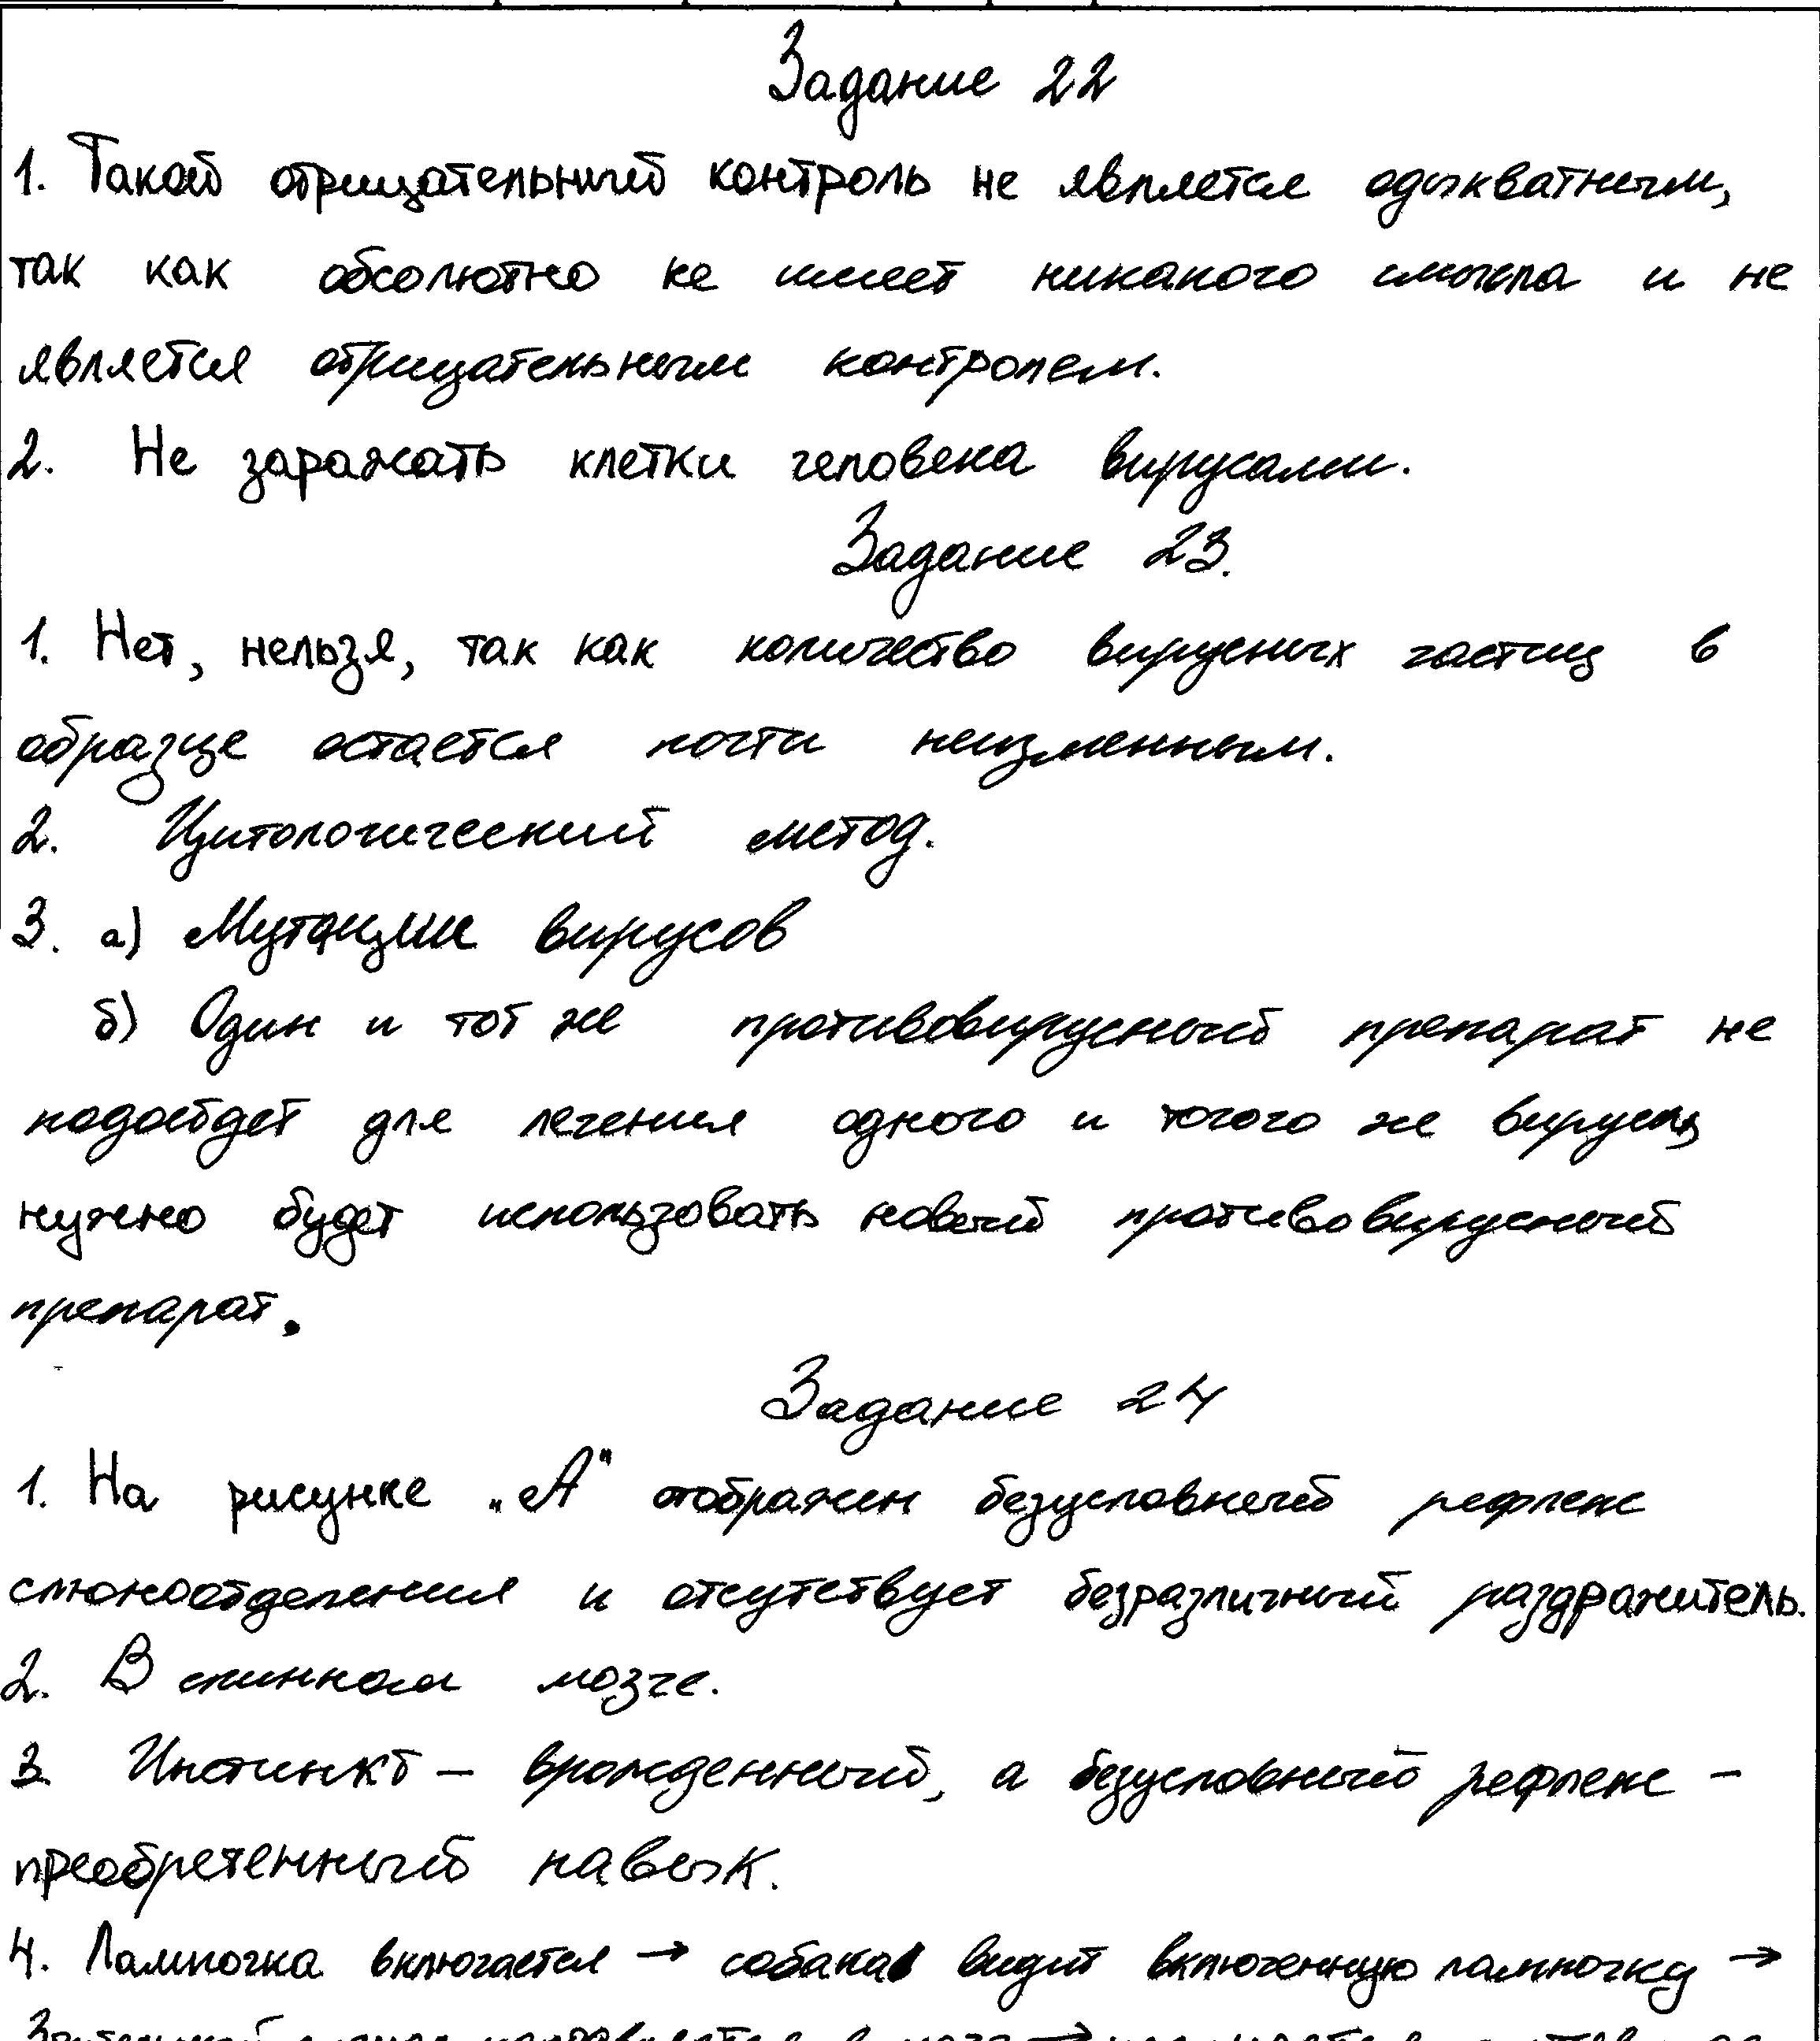 Задание 22
1. Такой отрицательный контроль не является одыкватным,
так как обсолютно не имеет никакого смысла и не
является отрицательным контролем.
2. Не заражать клетки человека вирусами.
Задание 23.
1. Нет, нельзя, так как количество вирусных частиц в
образце остается почти неизменным.
2. Цитологический метод.
3. а) Мутации вирусов
б) Один и тот же противовирусный препарат не
подойдет для лечения одного и тогого же вируса,
нужно будет использовать новый противовирусный
препарат.
Задание 24
1. На рисунке „А" отображен безусловный рефлекс
слюноотделения и отсутствует безразличный раздражитель.
2. В спинном мозге.
3. Инстинкт – врожденный, а безусловный рефлекс –
преобретенный навык.
4. Лампочка включается → собака видит включенную лампочку →